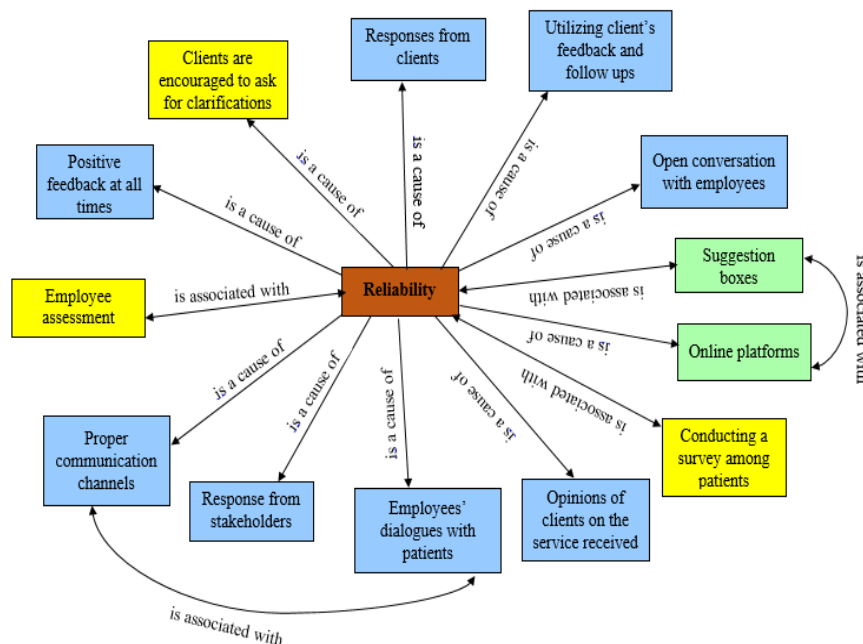 Responses from
clients
Utilizing client's
feedback and
follow ups
Clients are
encouraged to ask
for clarifications
Positive
feedback at all
times
Open conversation
with employees
is a cause of
is a cause of
is a cause of
is a cause of
is a cause of
Suggestion
boxes
Employee
assessment
is associated with
Reliability
is associated with
is associated with
Online platforms
is a cause of
is a cause of
is a cause of
is a cause of
is a cause of
is associated with
Proper
communication
channels
Response from
stakeholders
Employees'
dialogues with
patients
Opinions of
clients on the
service received
Conducting a
survey among
patients
is associated with